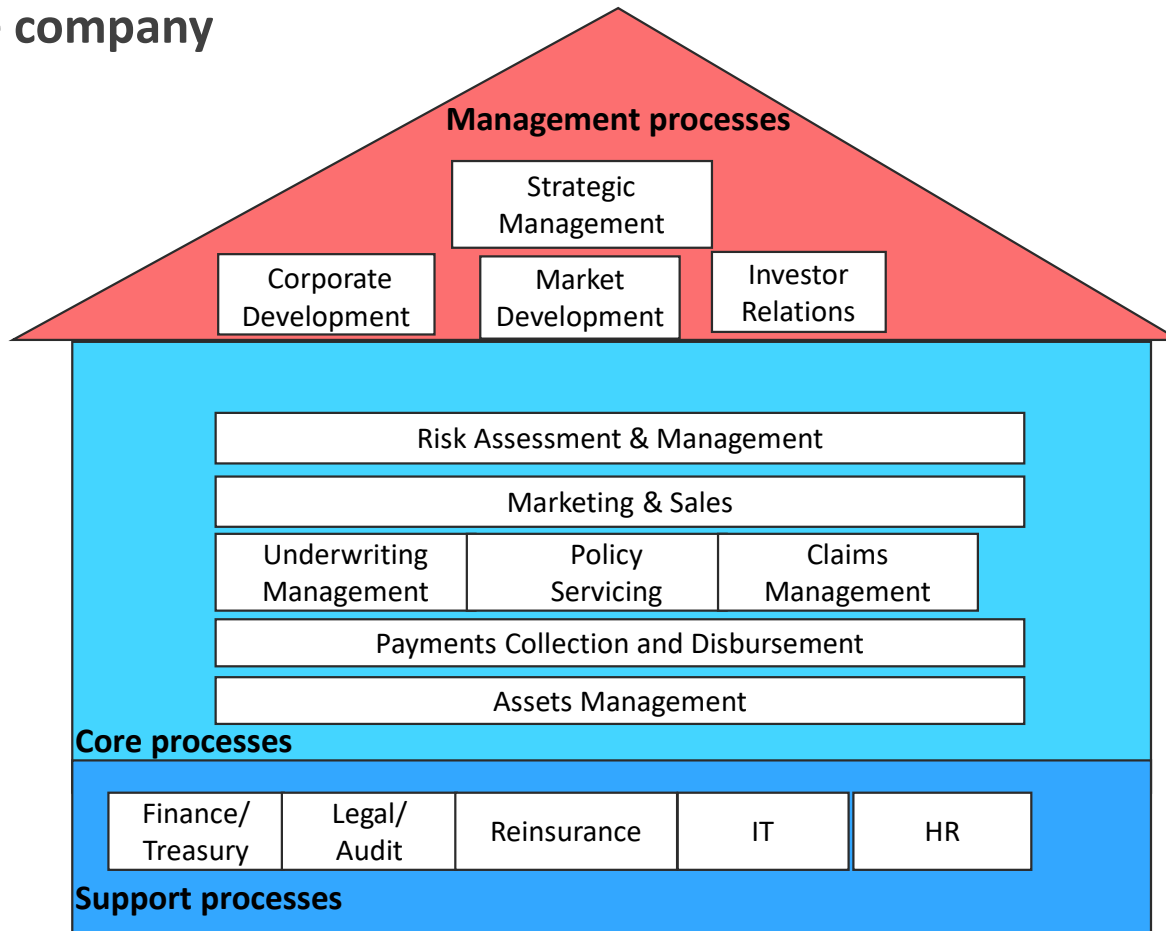 company
Management processes
Strategic
Management
Corporate
Development
Market
Development
Investor
Relations
Risk Assessment & Management
Marketing & Sales
Underwriting
Management
Policy
Servicing
Claims
Management
Payments Collection and Disbursement
Assets Management
Core processes
Finance/
Treasury
Legal/
Audit
Reinsurance
IT
HR
Support processes